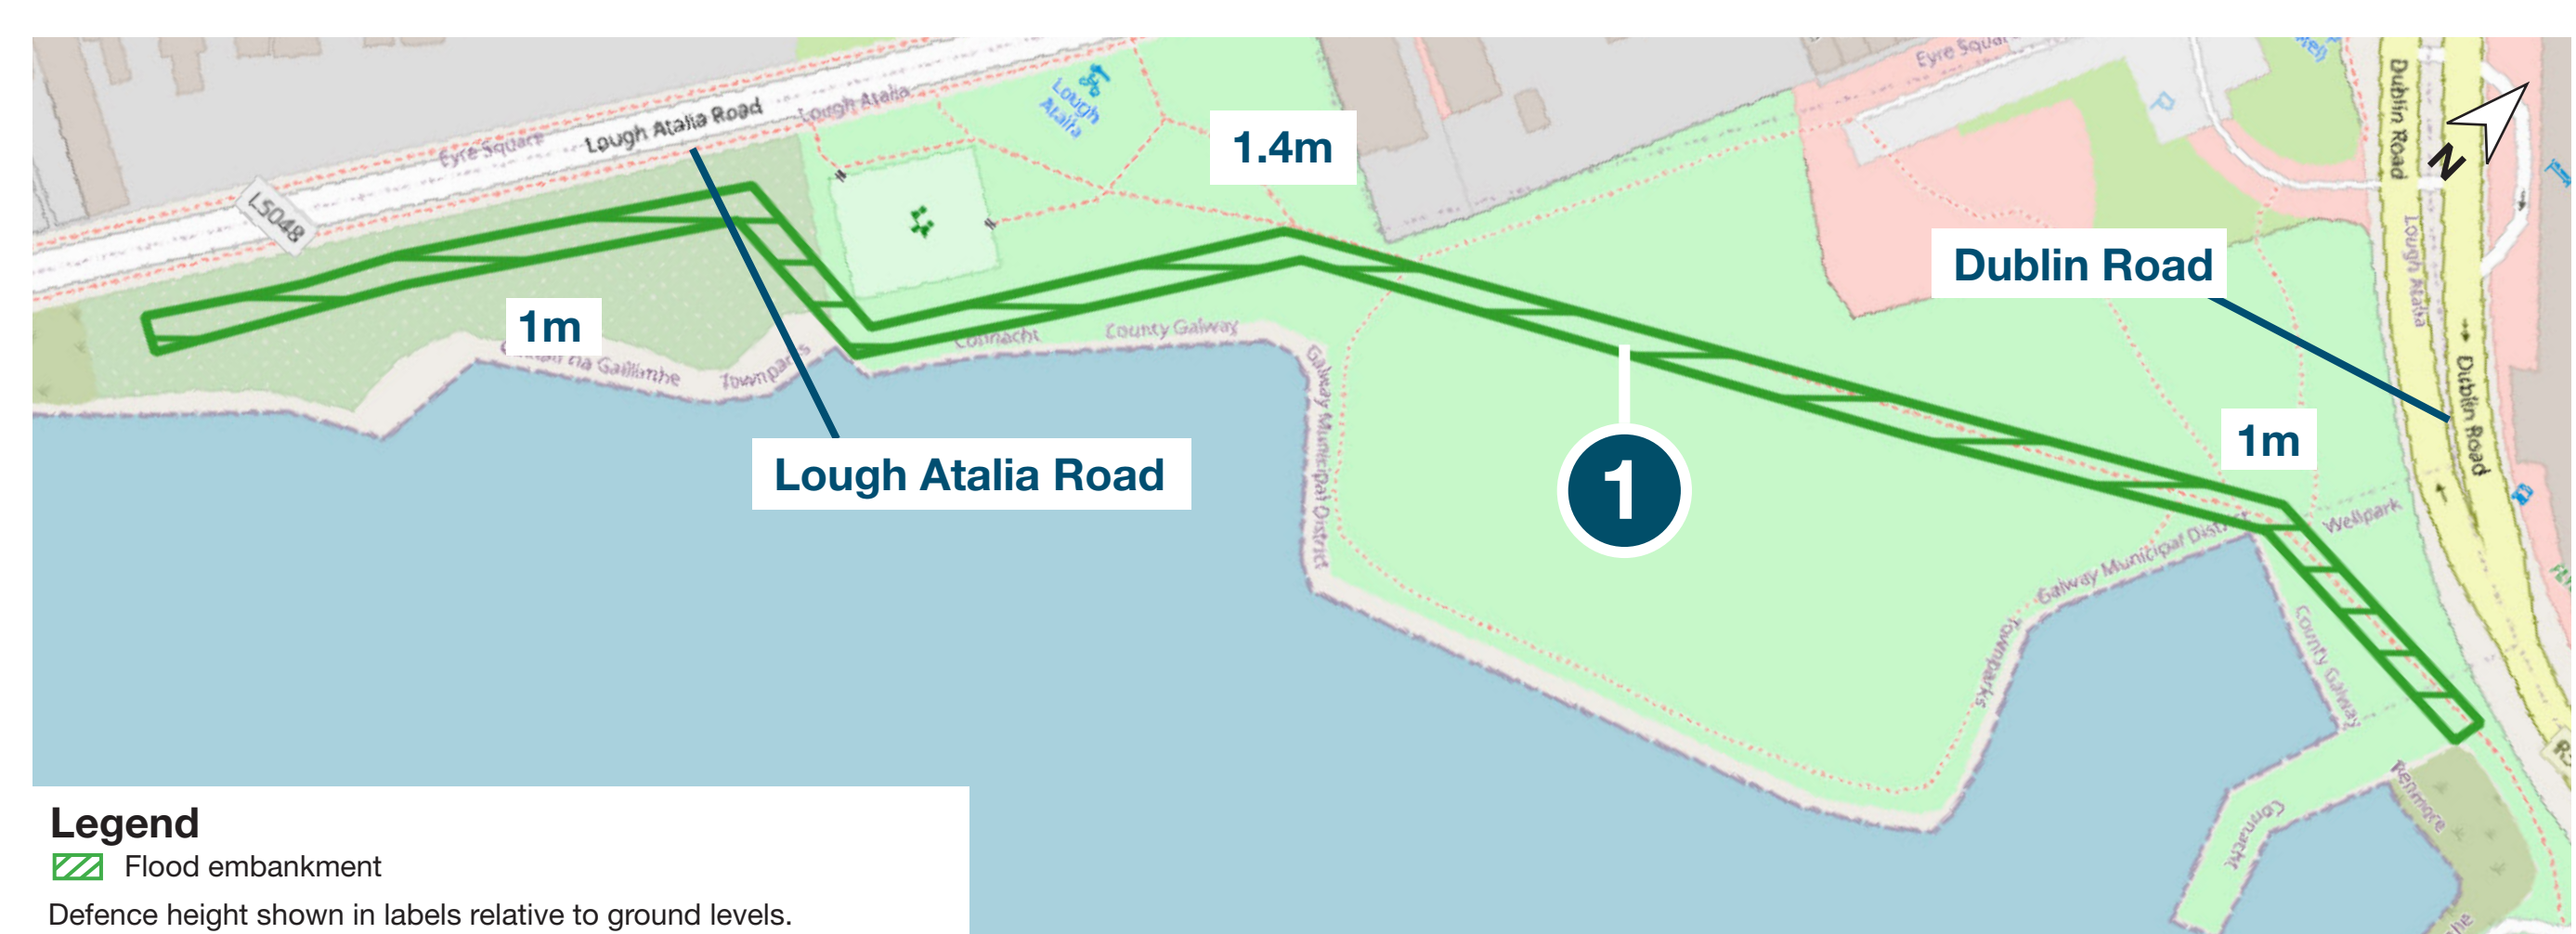 Eyre Square
Lough Atalia Road
Lough Atalia
L5048
Lough
Atalia
1.4m
Eyre Squar
P
Dublin Road
Lough Atalia
N
Dublin Road
Dublin Road
1m
1m
Townparks
Connacht
County Galway
Galway Municipal District
Lough Atalia Road
1
Wellpark
Galway Municipal District
Townparks
County Galway
Renmore
Connacht
Legend
Flood embankment
Defence height shown in labels relative to ground levels.